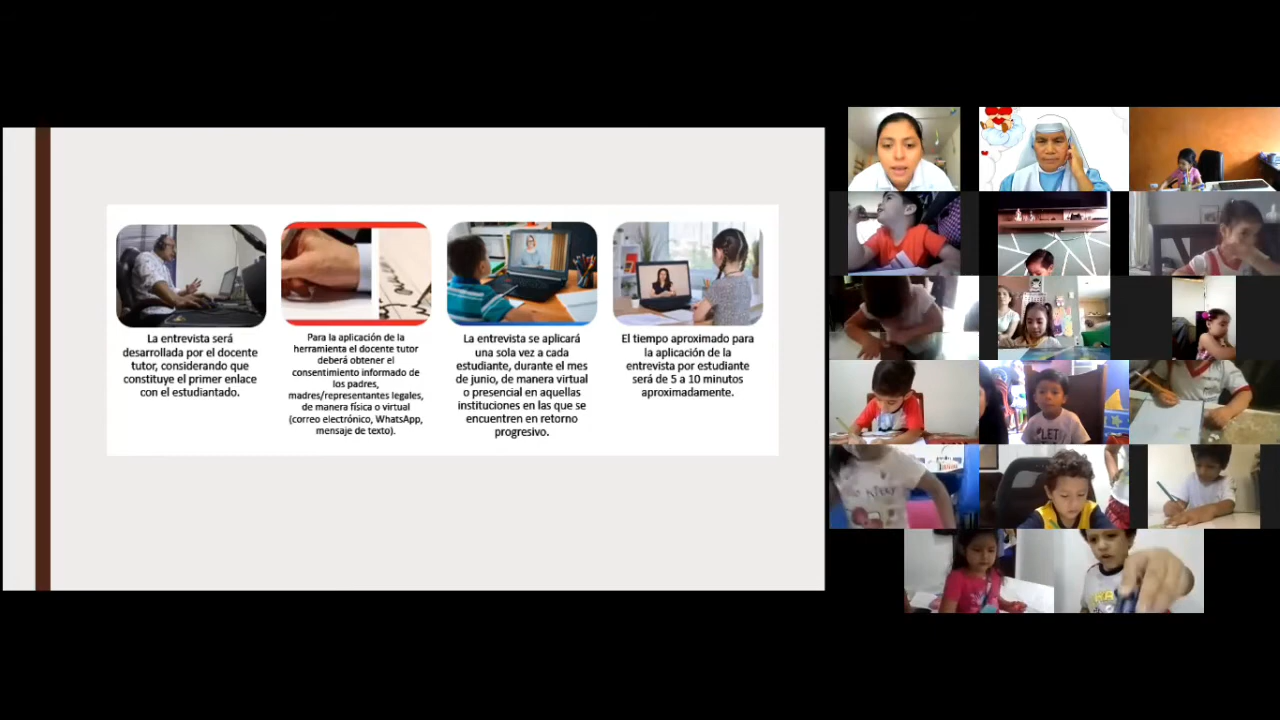 La entrevista será
desarrollada por el docente
tutor, considerando que
constituye el primer enlace
con el estudiantado.
Para la aplicación de la
herramienta el docente tutor
deberá obtener el
consentimiento informado de
los padres,
madres/representantes legales,
de manera física o virtual
(correo electrónico, WhatsApp,
mensaje de texto).
La entrevista se aplicará
una sola vez a cada
estudiante, durante el mes
de junio, de manera virtual
o presencial en aquellas
instituciones en las que se
encuentren en retorno
progresivo.
El tiempo aproximado para
la aplicación de la
entrevista por estudiante
será de 5 a 10 minutos
aproximadamente.